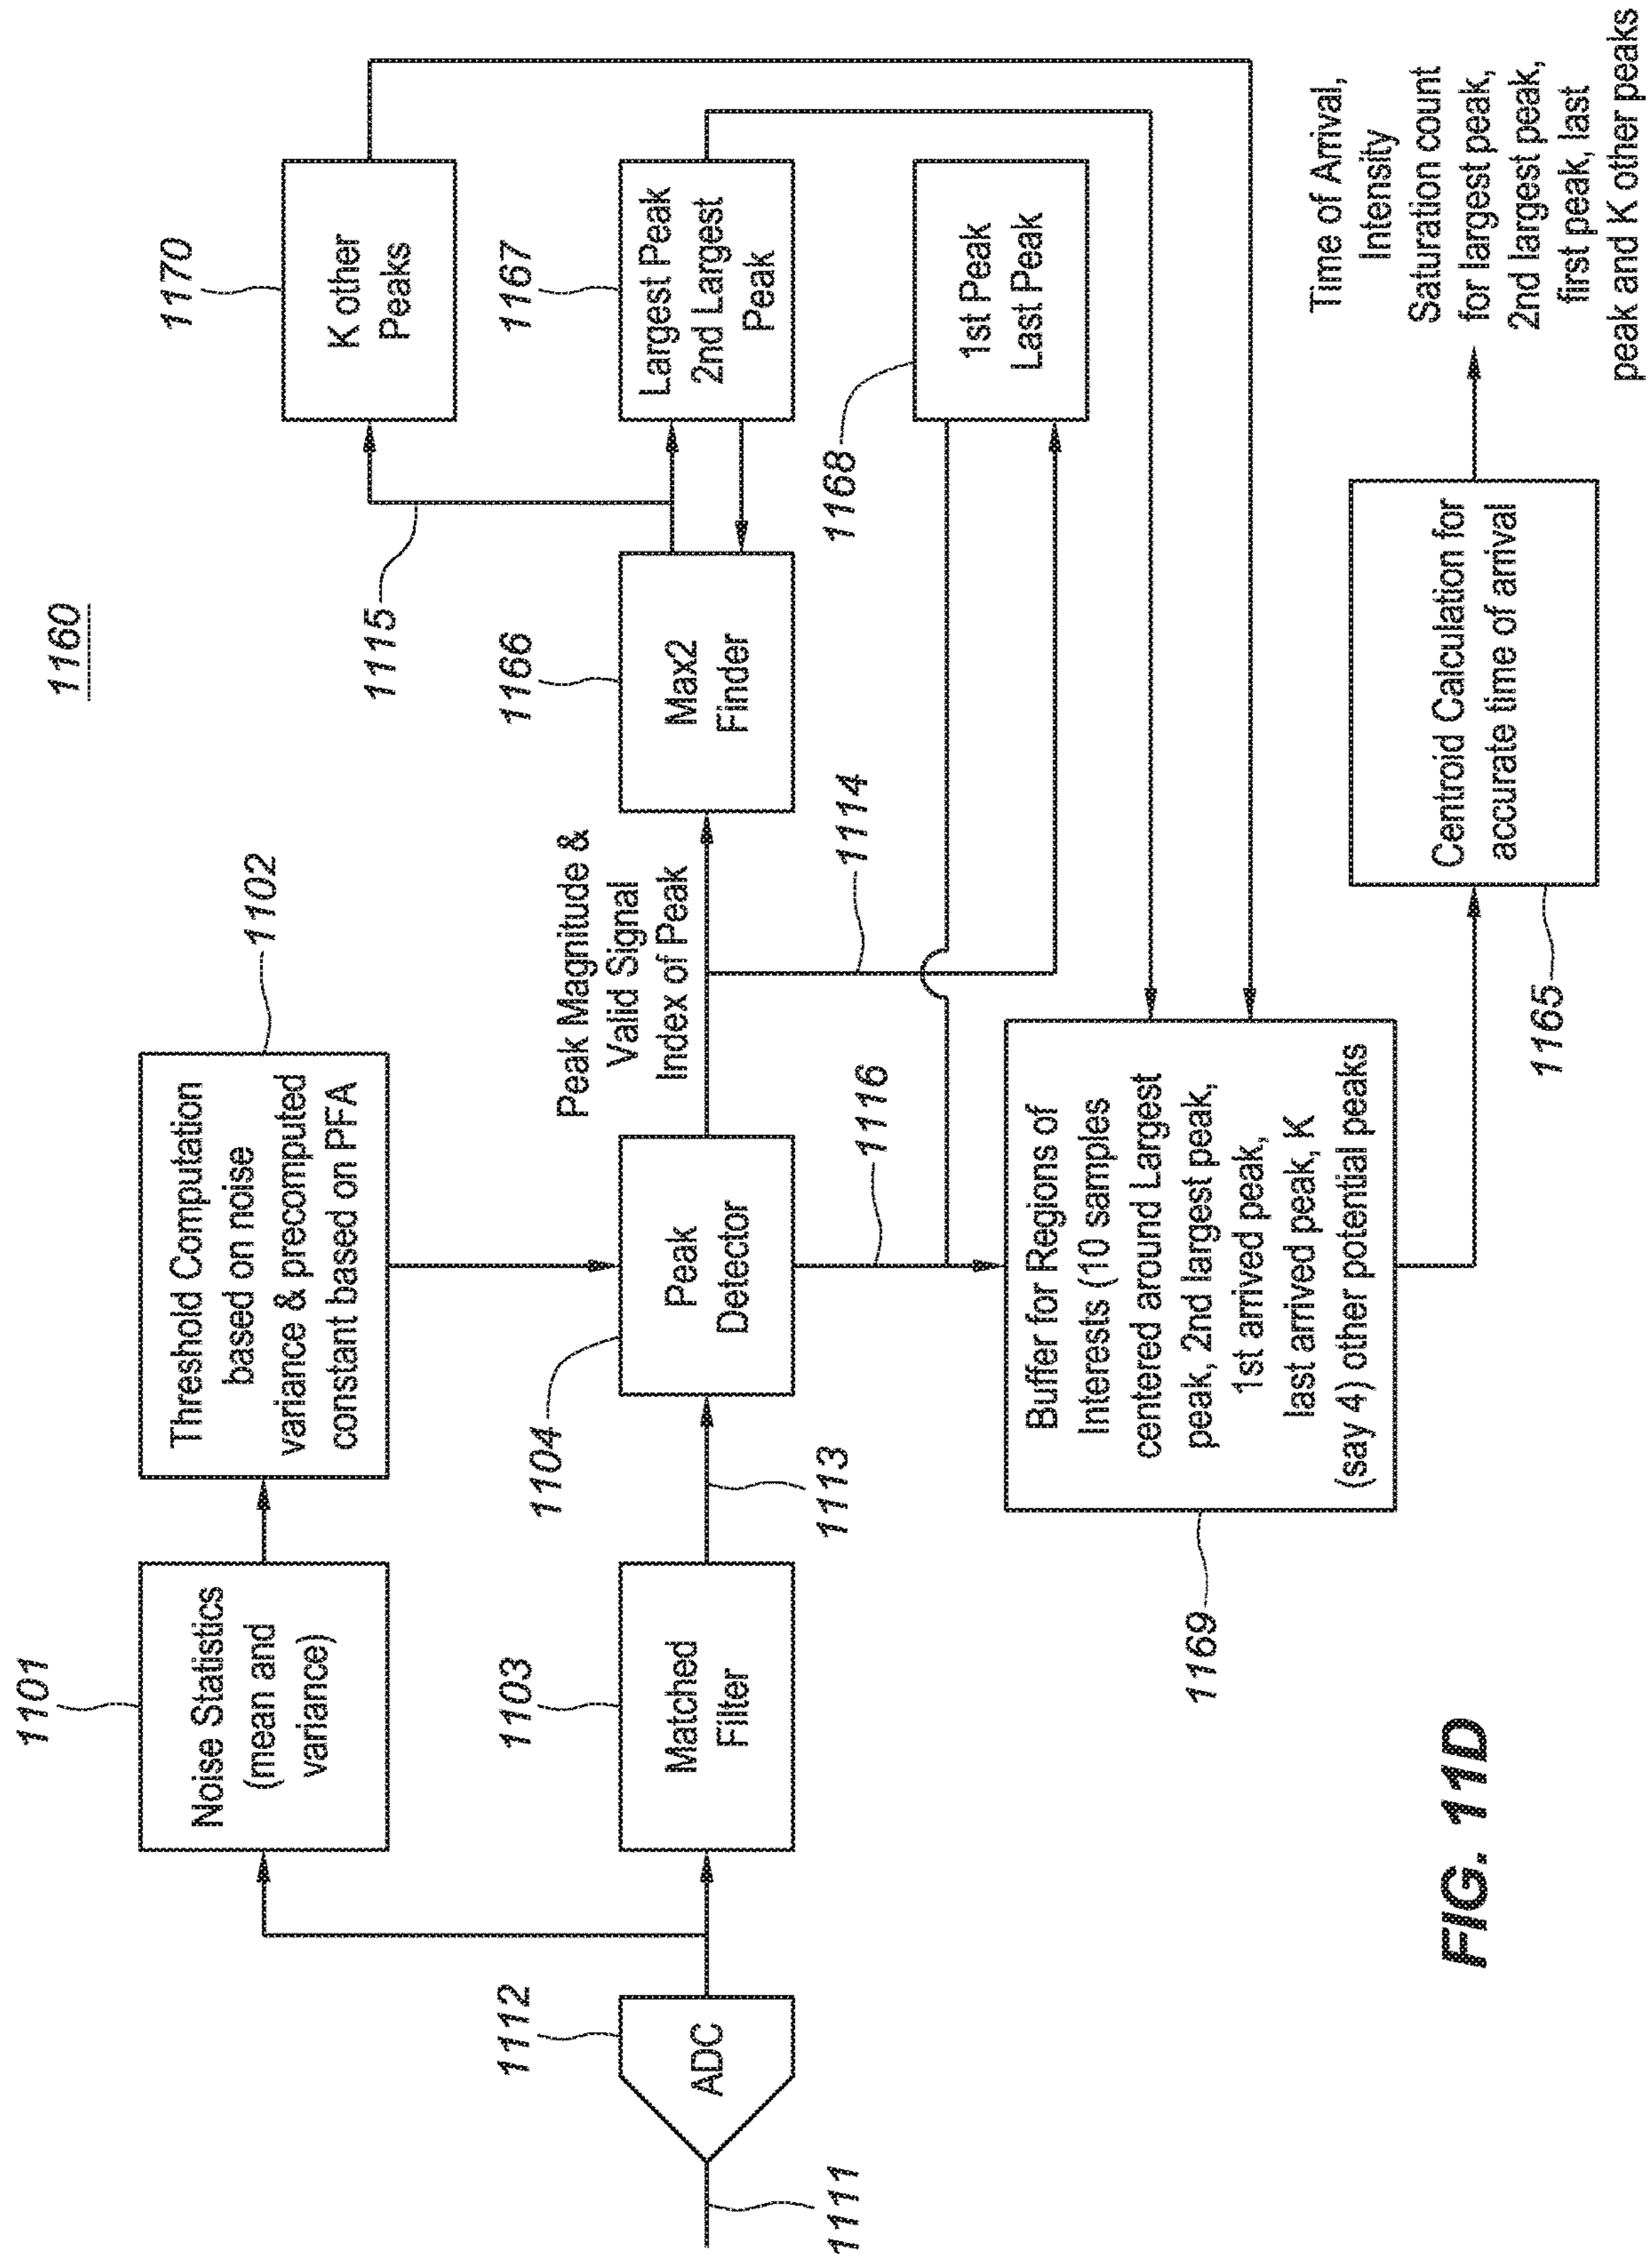 1160
1101
Noise Statistics
(mean and
variance)
1102
Threshold Computation
based on noise
variance & precomputed
constant based on PFA
1170
K other
Peaks
1111
1112
ADC
1103
Matched
Filter
1113
1104
Peak
Detector
Peak Magnitude &
Valid Signal
Index of Peak
1166
Max2
Finder
1115
1167
Largest Peak
2nd Largest
Peak
1114
1168
1st Peak
Last Peak
1116
1169
Buffer for Regions of
Interests (10 samples
centered around Largest
peak, 2nd largest peak,
1st arrived peak,
last arrived peak, K
(say 4) other potential peaks
1165
Centroid Calculation for
accurate time of arrival
Time of Arrival,
Intensity
Saturation count
for largest peak,
2nd largest peak,
first peak, last
peak and K other peaks
FIG. 11D